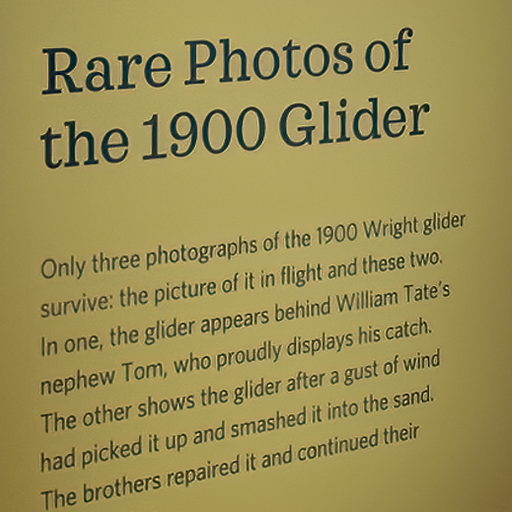 Rare Photos of
the 1900 Glider
Only three photographs of the 1900 Wright glider
survive: the picture of it in flight and these two.
In one, the glider appears behind William Tate's
nephew Tom, who proudly displays his catch.
The other shows the glider after a gust of wind
had picked it up and smashed it into the sand.
The brothers repaired it and continued their